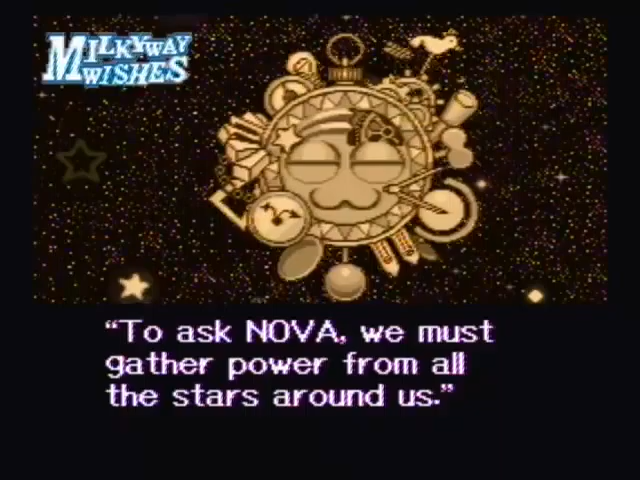 MILKYWAY
WISHES
“To ask NOVA, we must
gather power from all
the stars around us.”